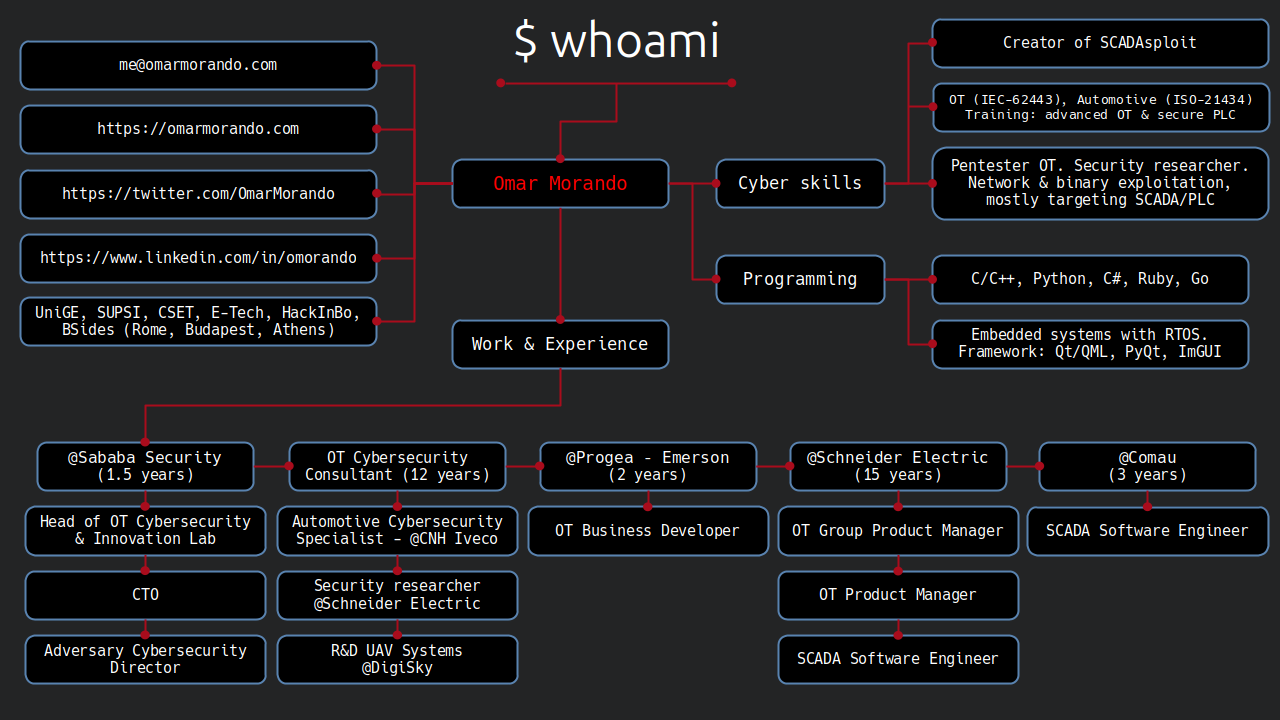 $ whoami
me@omarmorando.com
https://omarmorando.com
https://twitter.com/OmarMorando
https://www.linkedin.com/in/omorando
UniGE, SUPSI, CSET, E-Tech, HackInBo,
BSides (Rome, Budapest, Athens)
Omar Morando
Cyber skills
Creator of SCADAsploit
OT (IEC-62443), Automotive (ISO-21434)
Training: advanced OT & secure PLC
Pentester OT. Security researcher.
Network & binary exploitation,
mostly targeting SCADA/PLC
Programming
C/C++, Python, C#, Ruby, Go
Embedded systems with RTOS.
Framework: Qt/QML, PyQt, ImGUI
Work & Experience
@Sababa Security
(1.5 years)
Head of OT Cybersecurity
& Innovation Lab
CTO
Adversary Cybersecurity
Director
OT Cybersecurity
Consultant (12 years)
Automotive Cybersecurity
Specialist - @CNH Iveco
Security researcher
@Schneider Electric
R&D UAV Systems
@DigiSky
@Progea - Emerson
(2 years)
OT Business Developer
@Schneider Electric
(15 years)
OT Group Product Manager
OT Product Manager
SCADA Software Engineer
@Comau
(3 years)
SCADA Software Engineer